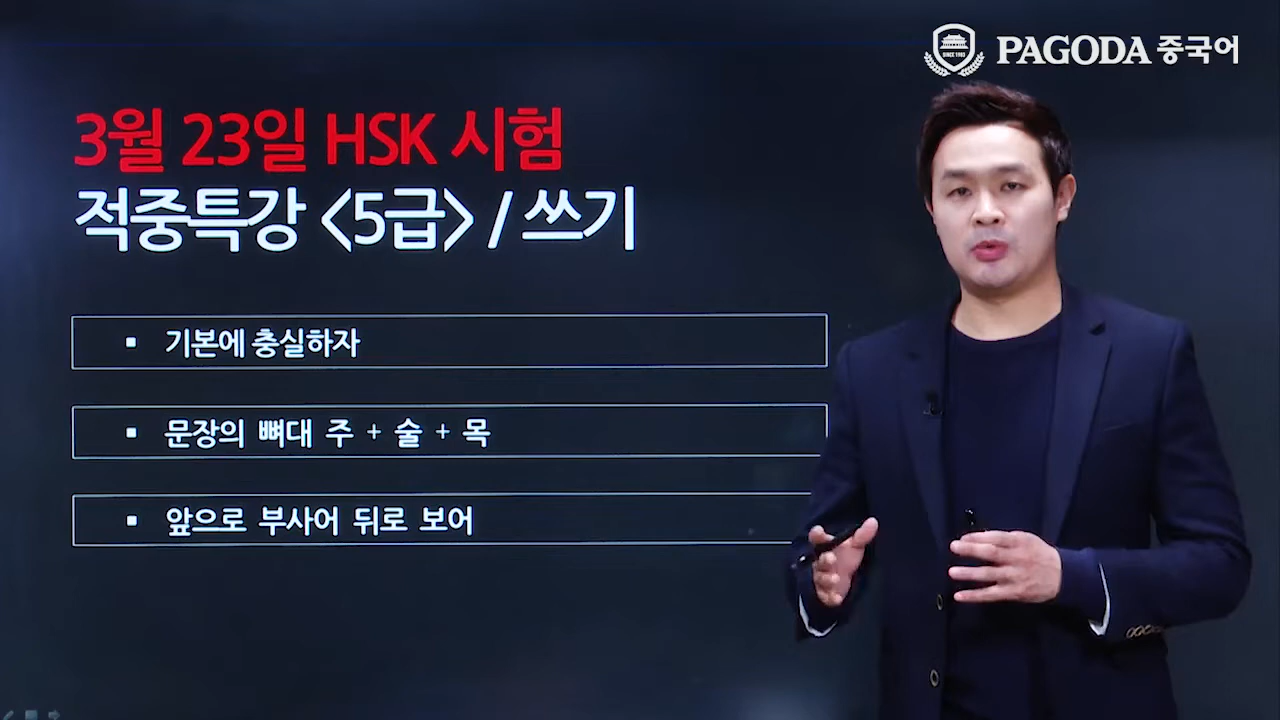 SINCE 1983
PAGODA 중국어
3월 23일 HSK 시험
적중특강 <5급> / 쓰기
▪ 기본에 충실하자
▪ 문장의 뼈대 주 + 술 + 목
▪ 앞으로 부사어 뒤로 보어